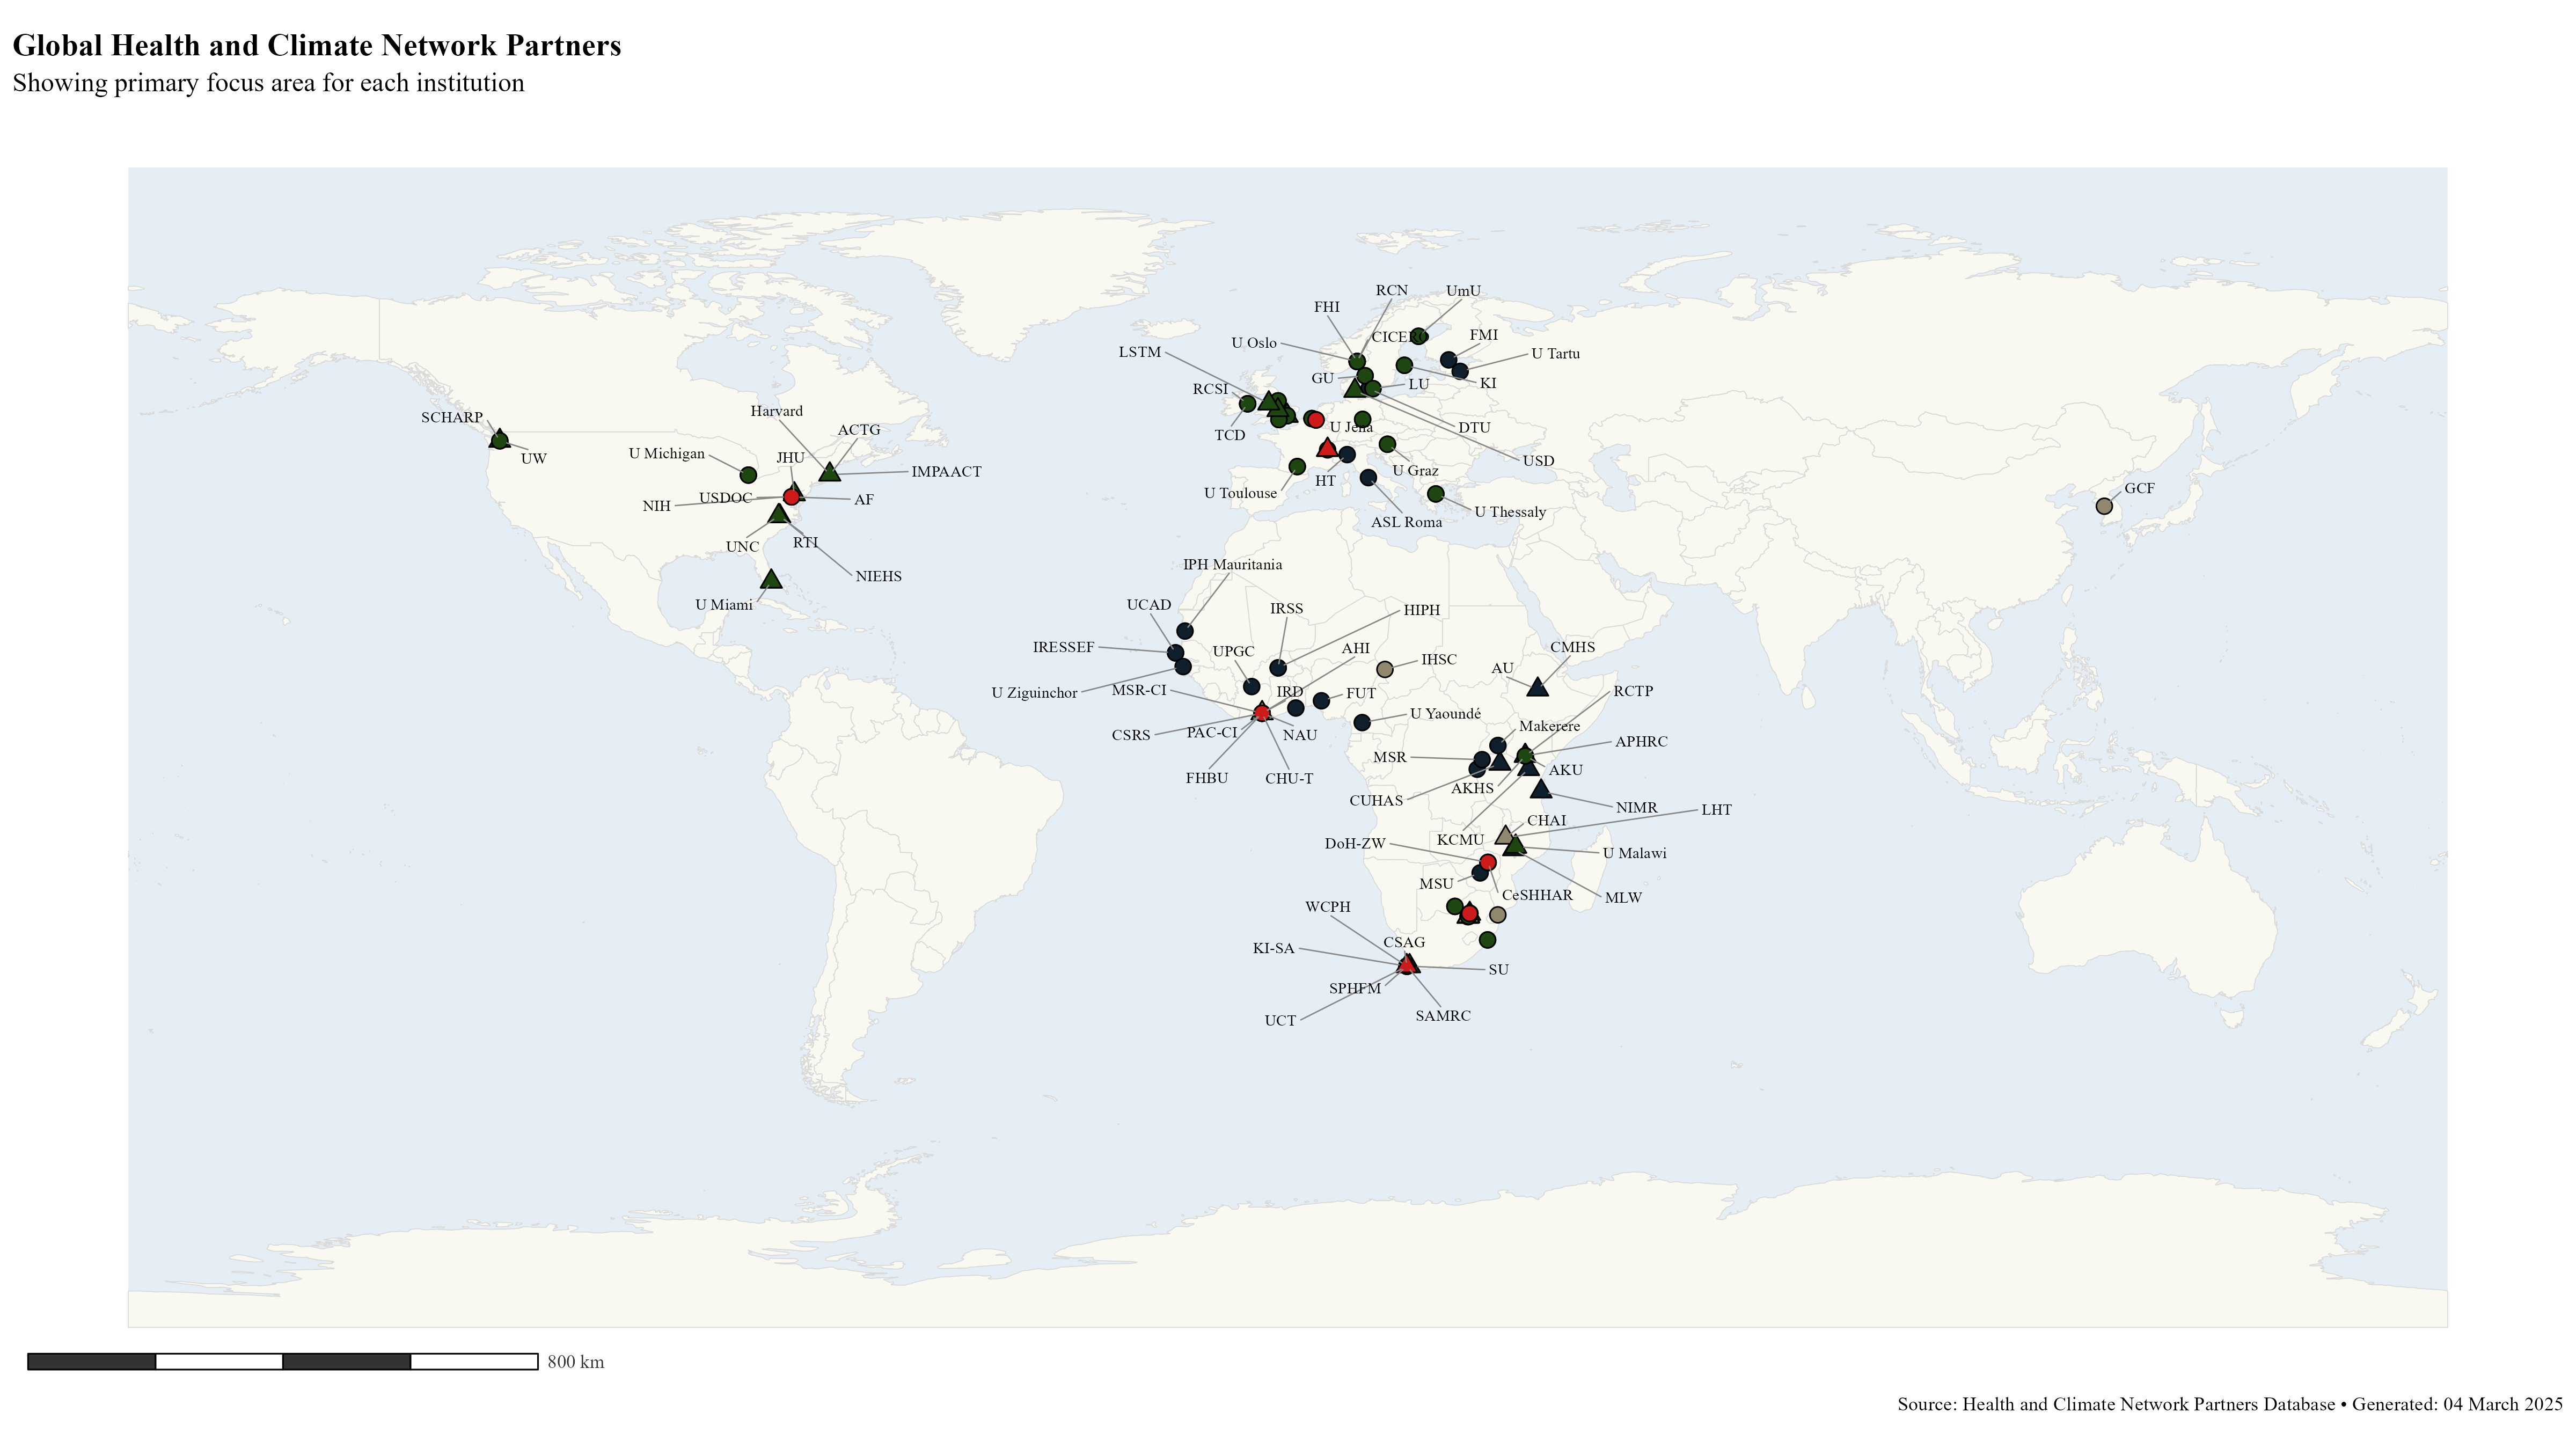 Global Health and Climate Network Partners
Showing primary focus area for each institution
RCN
UmU
FHI
CICE
FMI
U Oslo
LSTM
U Tartu
GU
LU
KI
RCSI
Harvard
SCHARP
ACTG
U Jena
DTU
TCD
U Michigan
JHU
UW
USD
IMPAACT
U Graz
HT
GCF
U Toulouse
USDOC
AF
NIH
U Thessaly
ASL Roma
UNC
RTI
IPH Mauritania
NIEHS
U Miami
UCAD
IRSS
HIPH
IRESSEF
UPGC
AHI
CMHS
IHSC
AU
U Ziguinchor
MSR-CI
IRD
FUT
RCTP
U Yaoundé
Makerere
CSRS
PAC-CI
NAU
APHRC
MSR
AKU
FHBU
CHU-T
AKHS
CUHAS
NIMR
LHT
CHAI
KCMU
DoH-ZW
U Malawi
MSU
CeSHHAR
MLW
WCPH
CSAG
KI-SA
SU
SPHFM
SAMRC
UCT
800 km
Source: Health and Climate Network Partners Database • Generated: 04 March 2025